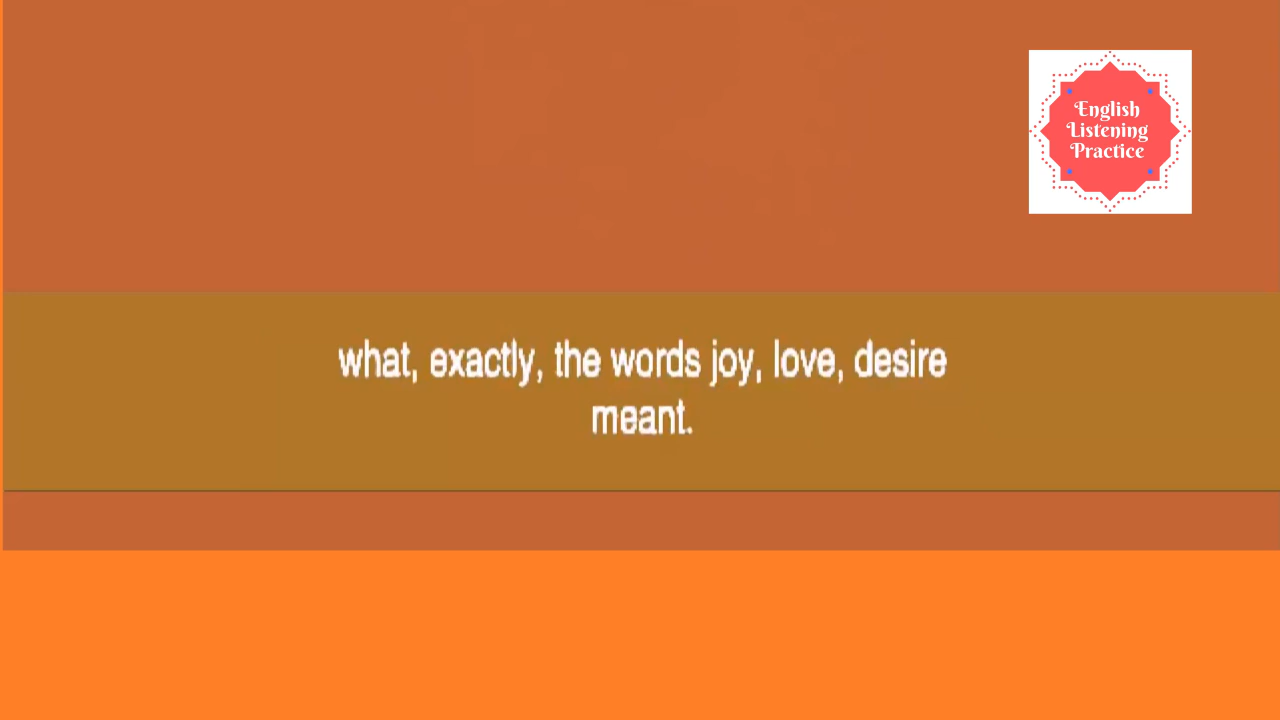 English
Listening
Practice
what, exactly, the words joy, love, desire
meant.